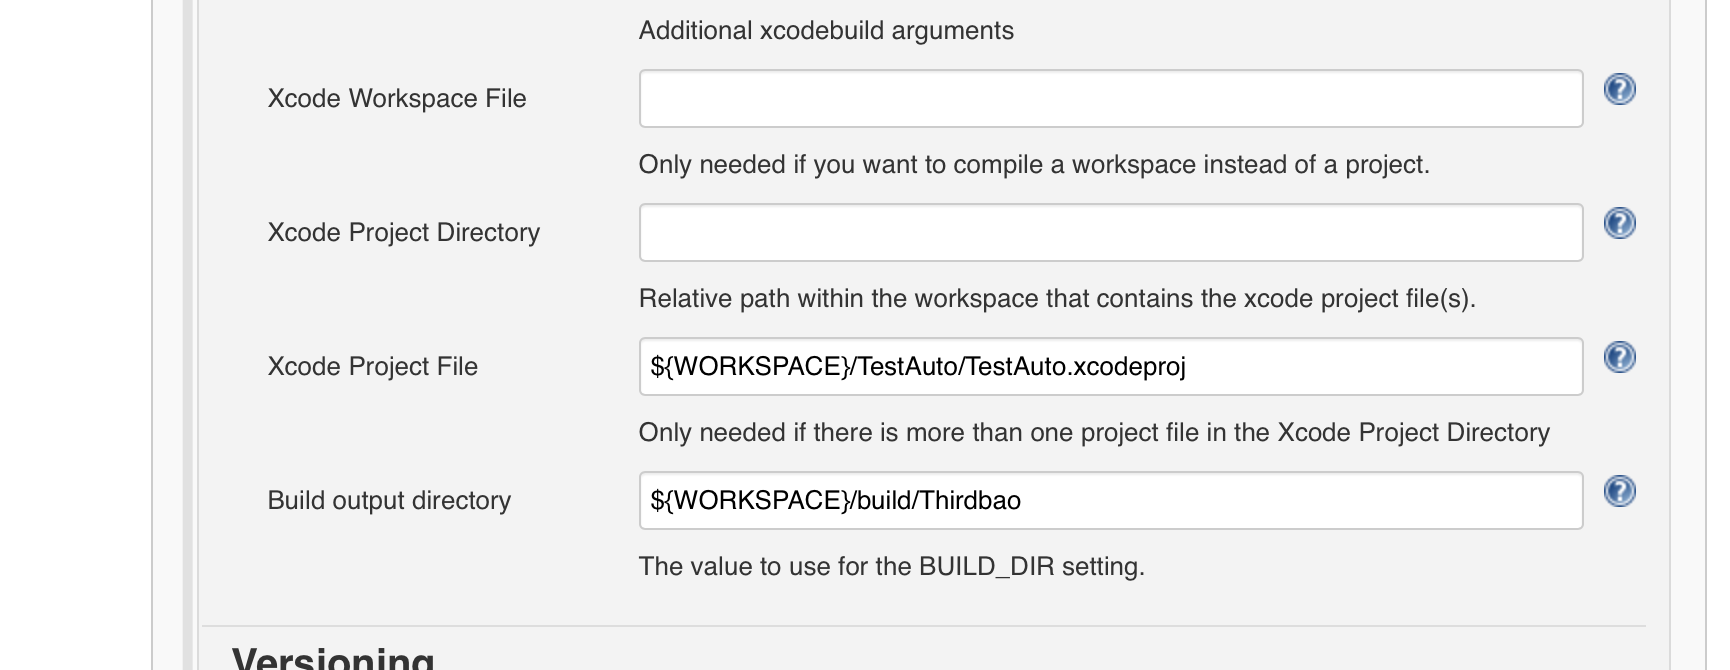 Additional xcodebuild arguments
Xcode Workspace File
Only needed if you want to compile a workspace instead of a project.
Xcode Project Directory
Relative path within the workspace that contains the xcode project file(s).
Xcode Project File
${WORKSPACE}/TestAuto/TestAuto.xcodeproj
Only needed if there is more than one project file in the Xcode Project Directory
Build output directory
${WORKSPACE}/build/Thirdbao
The value to use for the BUILD_DIR setting.
Versioning